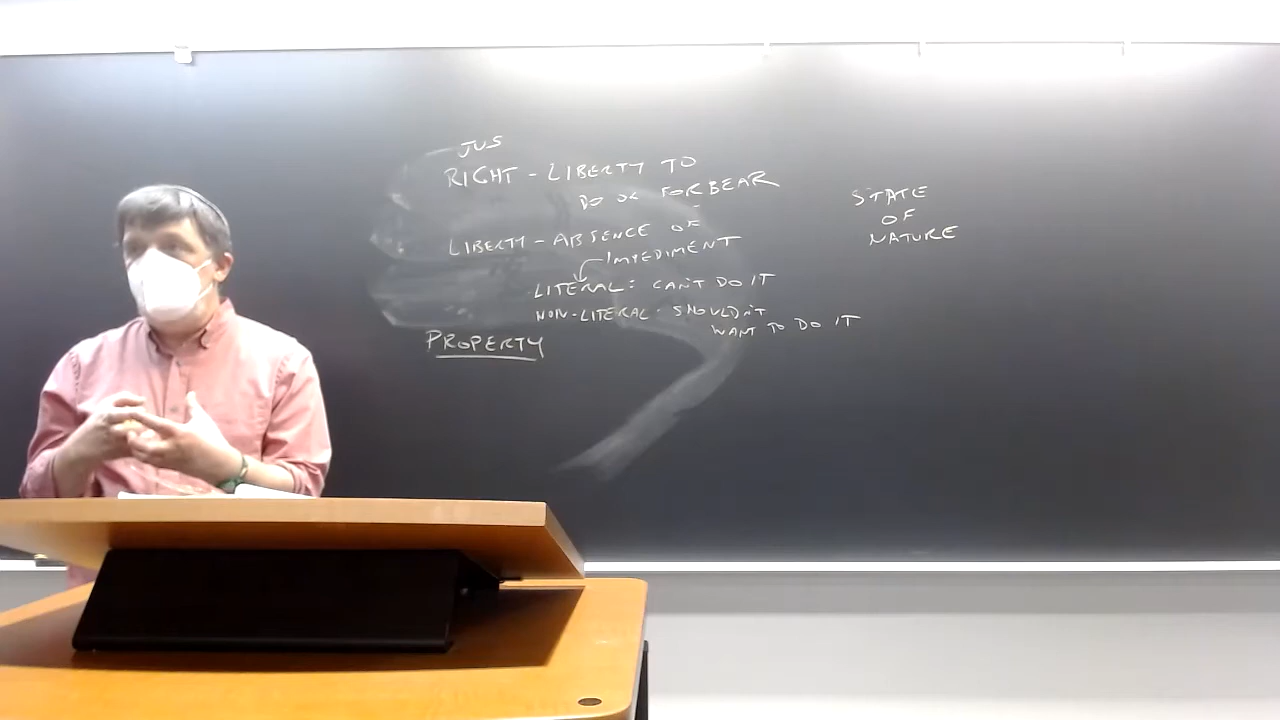 JUS
RIGHT - LIBERTY TO
DO OR FORBEAR
LIBERTY - ABSENCE OF
IMPEDIMENT
LITERAL: CAN'T DO IT
NON-LITERAL - SHOULDN'T
WANT TO DO IT
PROPERTY
STATE
OF
NATURE